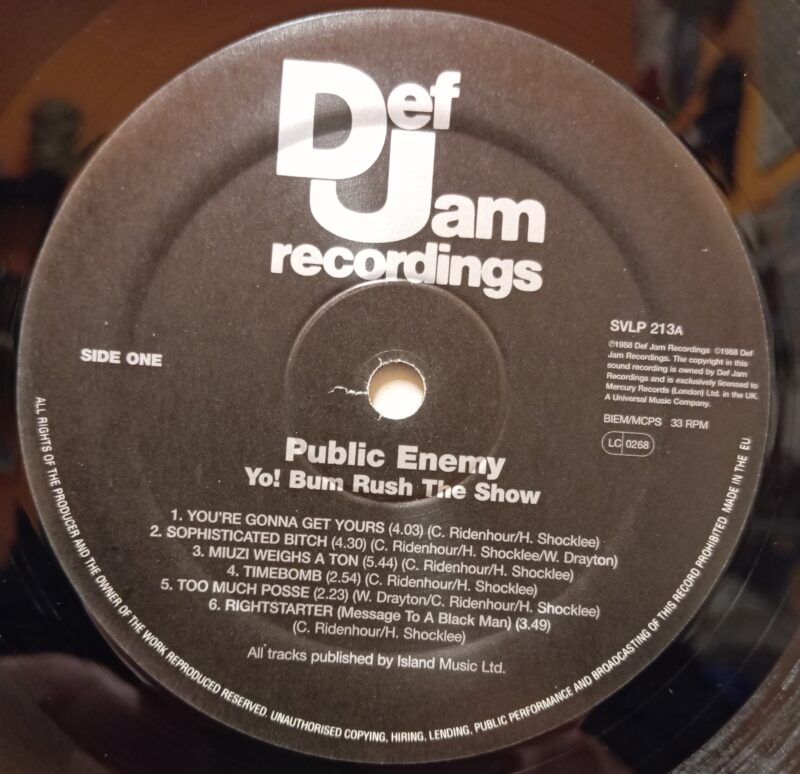 Def
Jam
recordings
SIDE ONE
SVLP 213A
℗1988 Def Jam Recordings ©1988 Def
Jam Recordings. The copyright in this
sound recording is owned by Def Jam
Recordings and is exclusively licensed to
Mercury Records (London) Ltd. in the UK.
A Universal Music Company.
BIEM/MCPS 33 RPM
LC 0268
Public Enemy
Yo! Bum Rush The Show
1. YOU'RE GONNA GET YOURS (4.03) (C. Ridenhour/H. Shocklee)
2. SOPHISTICATED BITCH (4.30) (C. Ridenhour/H. Shocklee/W. Drayton)
3. MIUZI WEIGHS A TON (5.44) (C. Ridenhour/H. Shocklee)
4. TIMEBOMB (2.54) (C. Ridenhour/H. Shocklee)
5. TOO MUCH POSSE (2.23) (W. Drayton/C. Ridenhour/H. Shocklee)
6. RIGHTSTARTER (Message To A Black Man) (3.49)
(C. Ridenhour/H. Shocklee)
All tracks published by Island Music Ltd.
ALL RIGHTS OF THE PRODUCER AND THE OWNER OF THE WORK REPRODUCED RESERVED. UNAUTHORISED COPYING, HIRING, LENDING, PUBLIC PERFORMANCE AND BROADCASTING OF THIS RECORD PROHIBITED MADE IN THE EU